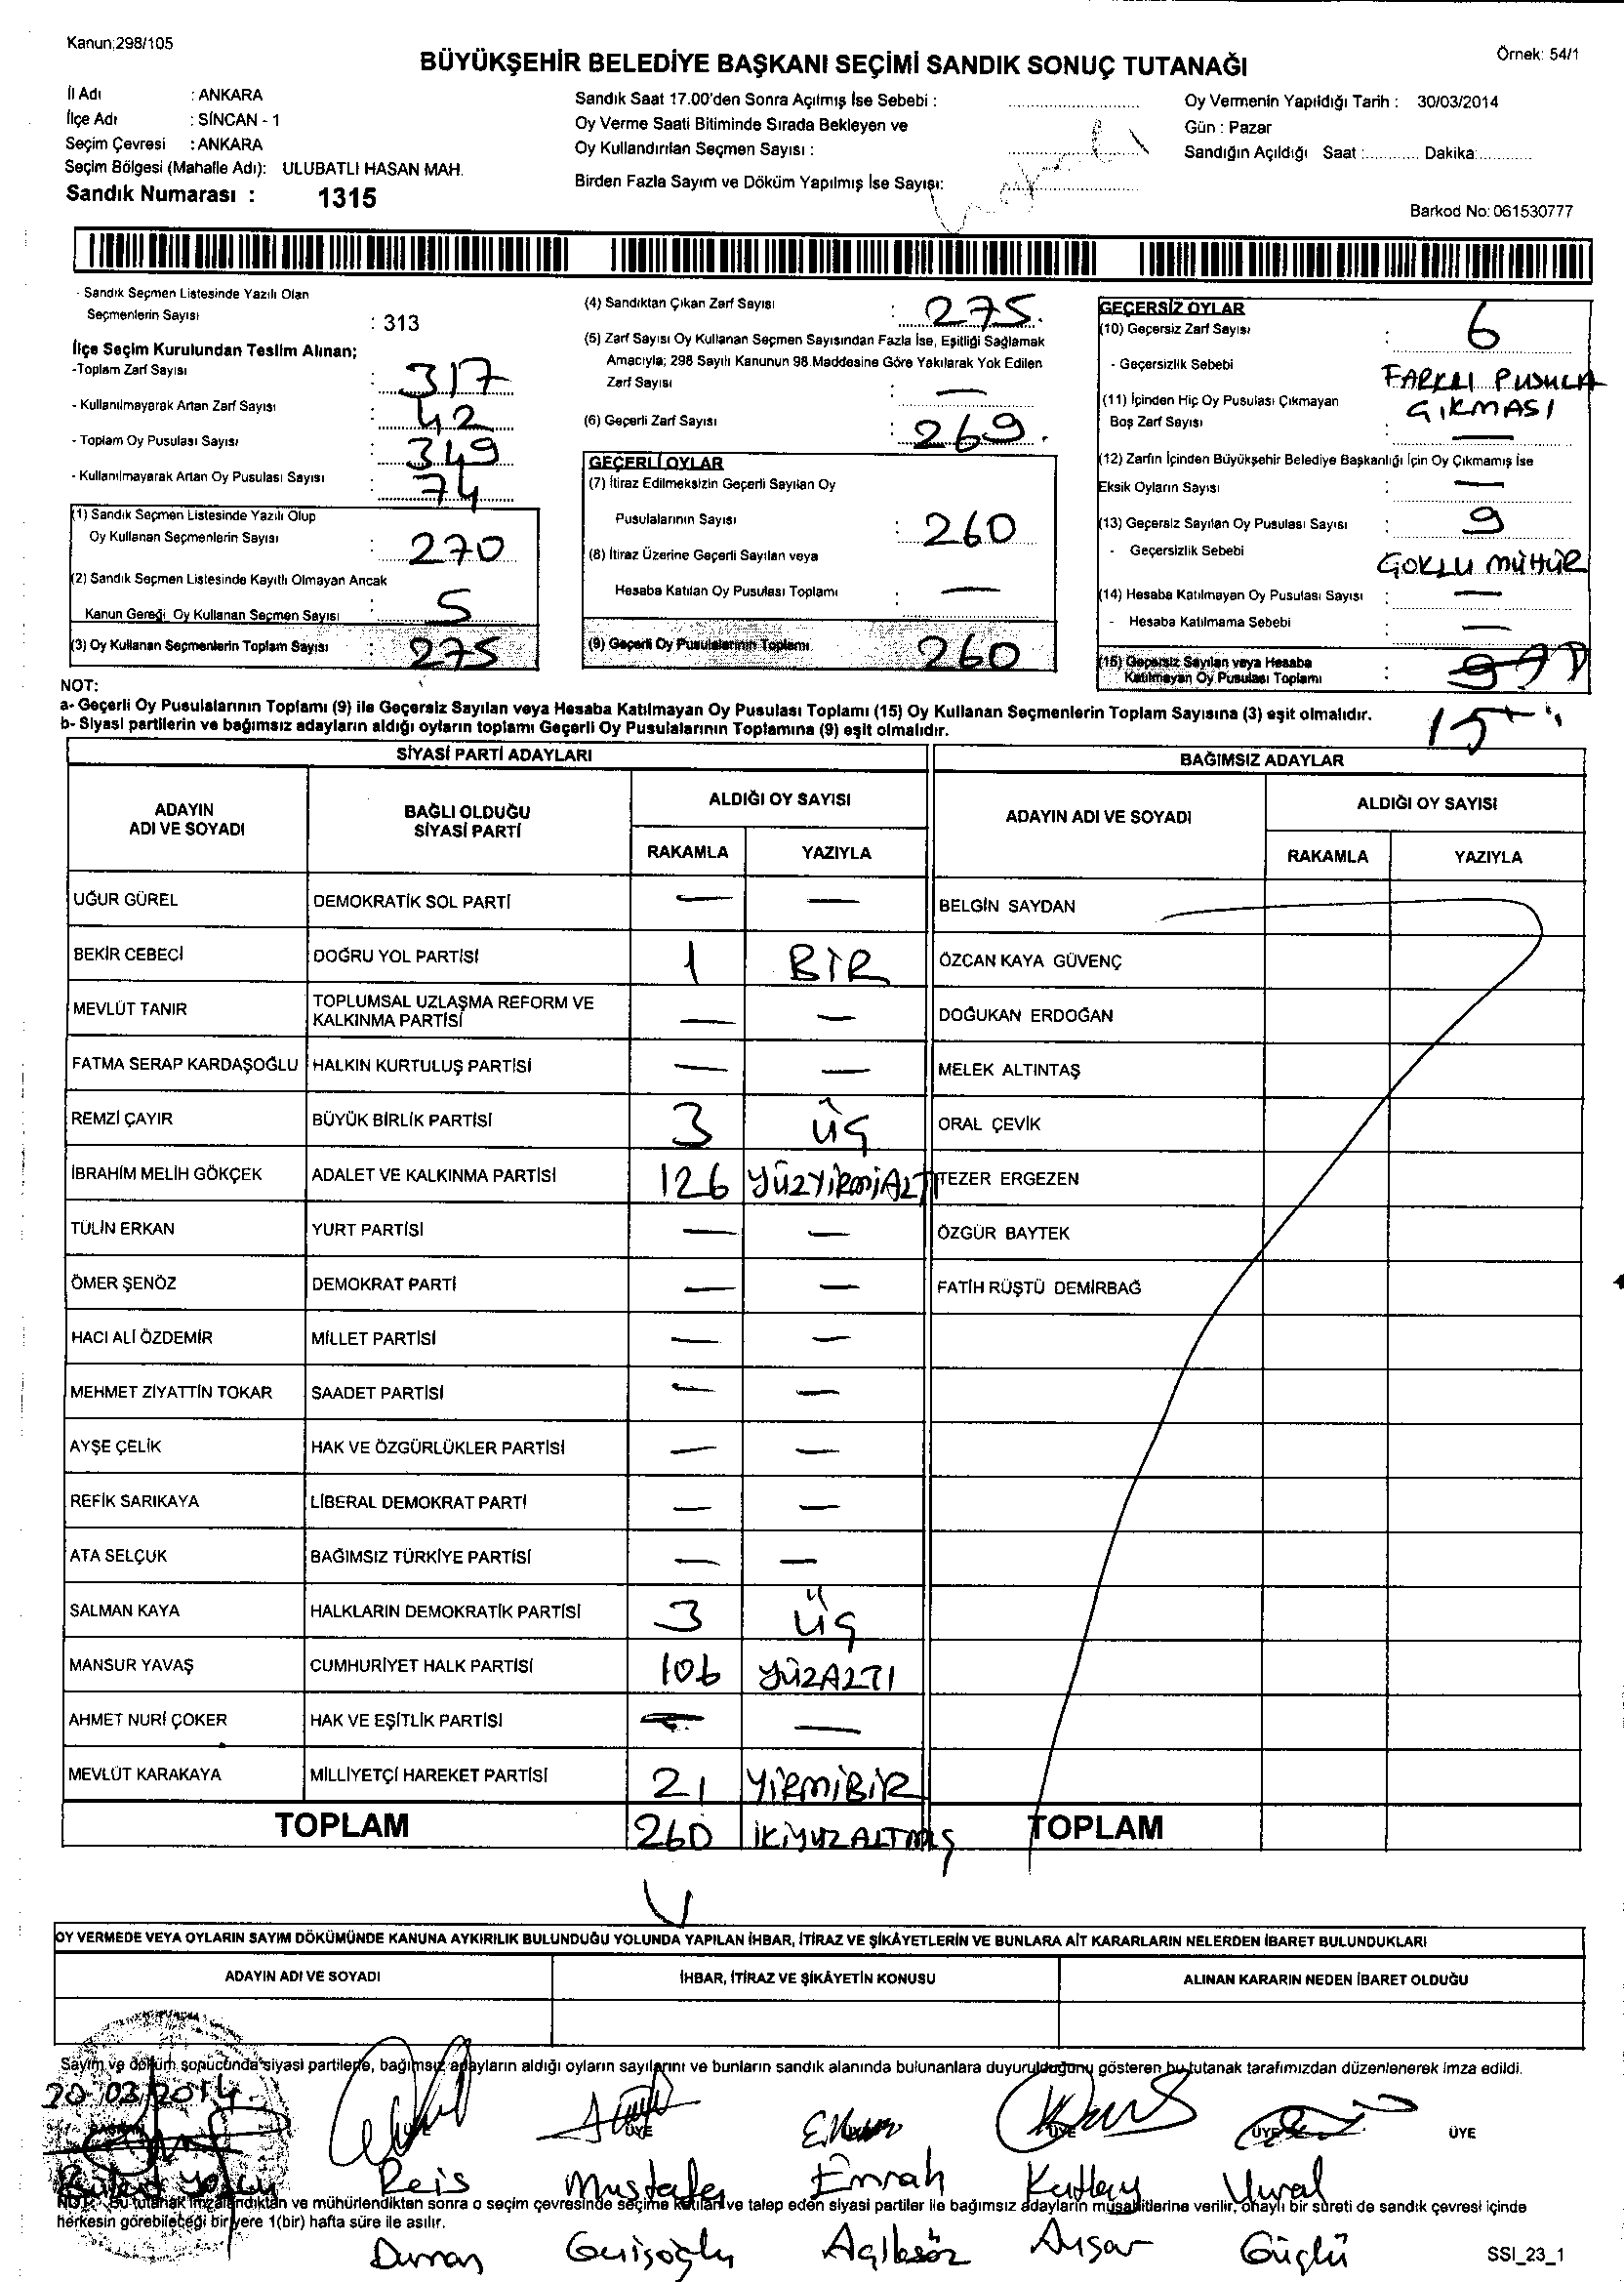 Kanun;298/105
Örnek: 54/1
BÜYÜKŞEHİR BELEDİYE BAŞKANI SEÇİMİ SANDIK SONUÇ TUTANAĞI
İl Adı : ANKARA
İlçe Adı : SİNCAN - 1
Seçim Çevresi : ANKARA
Seçim Bölgesi (Mahalle Adı): ULUBATLI HASAN MAH.
Sandık Numarası : 1315
Sandık Saat 17.00'den Sonra Açılmış İse Sebebi :
Oy Verme Saati Bitiminde Sırada Bekleyen ve
Oy Kullandırılan Seçmen Sayısı :
Birden Fazla Sayım ve Döküm Yapılmış İse Sayısı:
Oy Vermenin Yapıldığı Tarih : 30/03/2014
Gün : Pazar
Sandığın Açıldığı Saat :............ Dakika:............
Barkod No: 061530777
- Sandık Seçmen Listesinde Yazılı Olan
Seçmenlerin Sayısı : 313
İlçe Seçim Kurulundan Teslim Alınan;
-Toplam Zarf Sayısı : 317
- Kullanılmayarak Artan Zarf Sayısı : 42
- Toplam Oy Pusulası Sayısı : 349
- Kullanılmayarak Artan Oy Pusulası Sayısı : 74
(1) Sandık Seçmen Listesinde Yazılı Olup
Oy Kullanan Seçmenlerin Sayısı : 270
(2) Sandık Seçmen Listesinde Kayıtlı Olmayan Ancak
Kanun Gereği Oy Kullanan Seçmen Sayısı : 5
(3) Oy Kullanan Seçmenlerin Toplam Sayısı : 275
(4) Sandıktan Çıkan Zarf Sayısı : 275.
(5) Zarf Sayısı Oy Kullanan Seçmen Sayısından Fazla İse, Eşitliği Sağlamak
Amacıyla; 298 Sayılı Kanunun 98.Maddesine Göre Yakılarak Yok Edilen
Zarf Sayısı : —
(6) Geçerli Zarf Sayısı : 269.
GEÇERLİ OYLAR
(7) İtiraz Edilmeksizin Geçerli Sayılan Oy
Pusulalarının Sayısı : 260
(8) İtiraz Üzerine Geçerli Sayılan veya
Hesaba Katılan Oy Pusulası Toplamı : —
(9) Geçerli Oy Pusulalarının Toplamı 260
GEÇERSİZ OYLAR
(10) Geçersiz Zarf Sayısı : 6
- Geçersizlik Sebebi FARKLI PUSULA
ÇIKMASI
(11) İçinden Hiç Oy Pusulası Çıkmayan
Boş Zarf Sayısı : —
(12) Zarfın İçinden Büyükşehir Belediye Başkanlığı İçin Oy Çıkmamış İse
Eksik Oyların Sayısı : —
(13) Geçersiz Sayılan Oy Pusulası Sayısı : 9
- Geçersizlik Sebebi ÇOKLU MÜHÜR
(14) Hesaba Katılmayan Oy Pusulası Sayısı : —
- Hesaba Katılmama Sebebi —
(15) Geçersiz Sayılan veya Hesaba
Katılmayan Oy Pusulası Toplamı :
15
NOT:
a- Geçerli Oy Pusulalarının Toplamı (9) ile Geçersiz Sayılan veya Hesaba Katılmayan Oy Pusulası Toplamı (15) Oy Kullanan Seçmenlerin Toplam Sayısına (3) eşit olmalıdır.
b- Siyasi partilerin ve bağımsız adayların aldığı oyların toplamı Geçerli Oy Pusulalarının Toplamına (9) eşit olmalıdır.
SİYASİ PARTİ ADAYLARI
ADAYIN ADI VE SOYADI
BAĞLI OLDUĞU SİYASİ PARTİ
ALDIĞI OY SAYISI
RAKAMLA YAZIYLA
UĞUR GÜREL DEMOKRATİK SOL PARTİ — —
BEKİR CEBECİ DOĞRU YOL PARTİSİ 1 BİR
MEVLÜT TANIR TOPLUMSAL UZLAŞMA REFORM VE
KALKINMA PARTİSİ — —
FATMA SERAP KARDAŞOĞLU HALKIN KURTULUŞ PARTİSİ — —
REMZİ ÇAYIR BÜYÜK BİRLİK PARTİSİ 3 ÜÇ
İBRAHİM MELİH GÖKÇEK ADALET VE KALKINMA PARTİSİ 126 YÜZYİRMİALTI
TÜLİN ERKAN YURT PARTİSİ — —
ÖMER ŞENÖZ DEMOKRAT PARTİ — —
HACI ALİ ÖZDEMİR MİLLET PARTİSİ — —
MEHMET ZİYATTİN TOKAR SAADET PARTİSİ — —
AYŞE ÇELİK HAK VE ÖZGÜRLÜKLER PARTİSİ — —
REFİK SARIKAYA LİBERAL DEMOKRAT PARTİ — —
ATA SELÇUK BAĞIMSIZ TÜRKİYE PARTİSİ — —
SALMAN KAYA HALKLARIN DEMOKRATİK PARTİSİ 3 ÜÇ
MANSUR YAVAŞ CUMHURİYET HALK PARTİSİ 106 YÜZALTI
AHMET NURİ ÇOKER HAK VE EŞİTLİK PARTİSİ — —
MEVLÜT KARAKAYA MİLLİYETÇİ HAREKET PARTİSİ 21 YİRMİBİR
TOPLAM 260 İKİYÜZALTMIŞ
BAĞIMSIZ ADAYLAR
ADAYIN ADI VE SOYADI
ALDIĞI OY SAYISI
RAKAMLA YAZIYLA
BELGİN SAYDAN
ÖZCAN KAYA GÜVENÇ
DOĞUKAN ERDOĞAN
MELEK ALTINTAŞ
ORAL ÇEVİK
TEZER ERGEZEN
ÖZGÜR BAYTEK
FATİH RÜŞTÜ DEMİRBAĞ
TOPLAM
OY VERMEDE VEYA OYLARIN SAYIM DÖKÜMÜNDE KANUNA AYKIRILIK BULUNDUĞU YOLUNDA YAPILAN İHBAR, İTİRAZ VE ŞİKÂYETLERİN VE BUNLARA AİT KARARLARIN NELERDEN İBARET BULUNDUKLARI
ADAYIN ADI VE SOYADI İHBAR, İTİRAZ VE ŞİKÂYETİN KONUSU ALINAN KARARIN NEDEN İBARET OLDUĞU
Sayım ve döküm sonucunda siyasi partilere, bağımsız adayların aldığı oyların sayılarını ve bunların sandık alanında bulunanlara duyurulduğunu gösteren bu tutanak tarafımızdan düzenlenerek imza edildi.
30.03.2014
ÜYE ÜYE ÜYE ÜYE
Reis Mustafa Emrah Kutlay Vural
NOT:- Bu tutanak imzalandıktan ve mühürlendikten sonra o seçim çevresinde seçime katılan ve talep eden siyasi partiler ile bağımsız adayların müşahitlerine verilir, onaylı bir sureti de sandık çevresi içinde
herkesin görebileceği bir yere 1(bir) hafta süre ile asılır.
Duran Açıksöz Avşar Güçlü
SSI_23_1